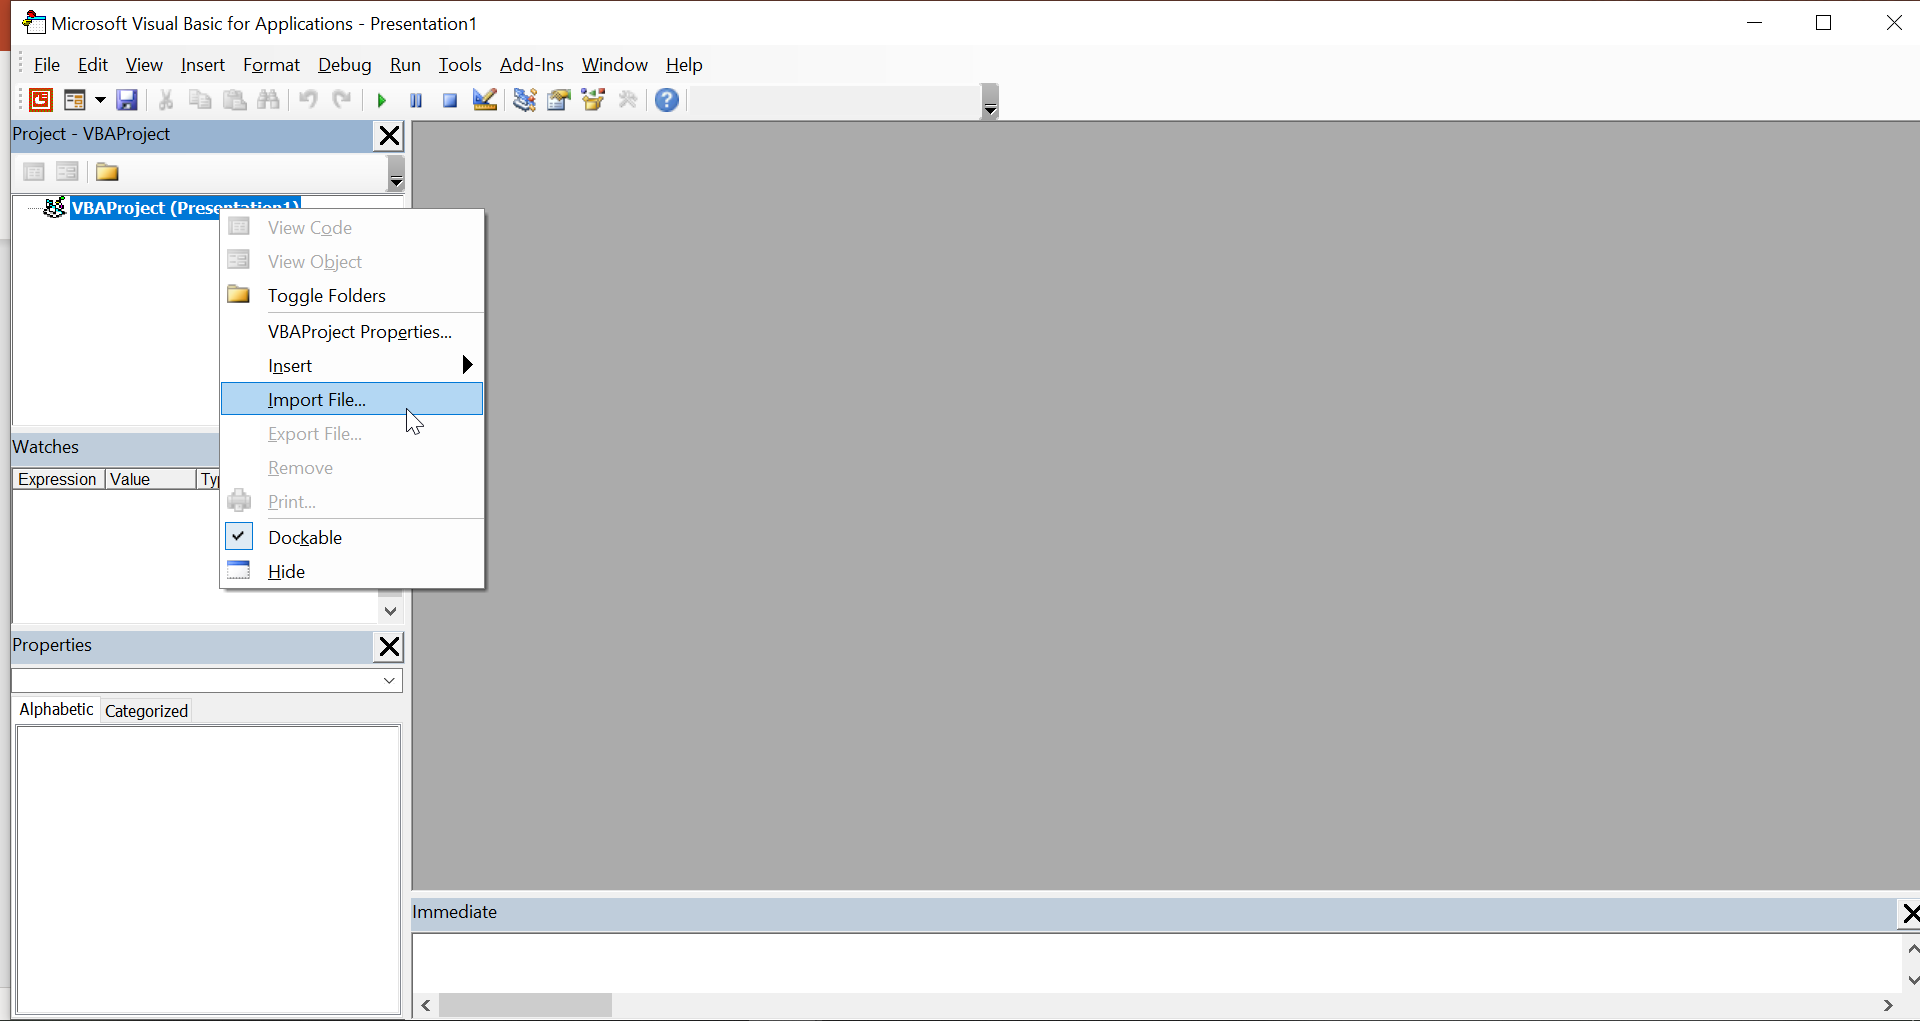 Microsoft Visual Basic for Applications - Presentation1
File Edit View Insert Format Debug Run Tools Add-Ins Window Help
Project - VBAProject
VBAProject (Presentation1)
View Code
View Object
Toggle Folders
VBAProject Properties...
Insert
Import File...
Export File...
Remove
Print...
Dockable
Hide
Watches
Expression Value
Properties
Alphabetic Categorized
Immediate